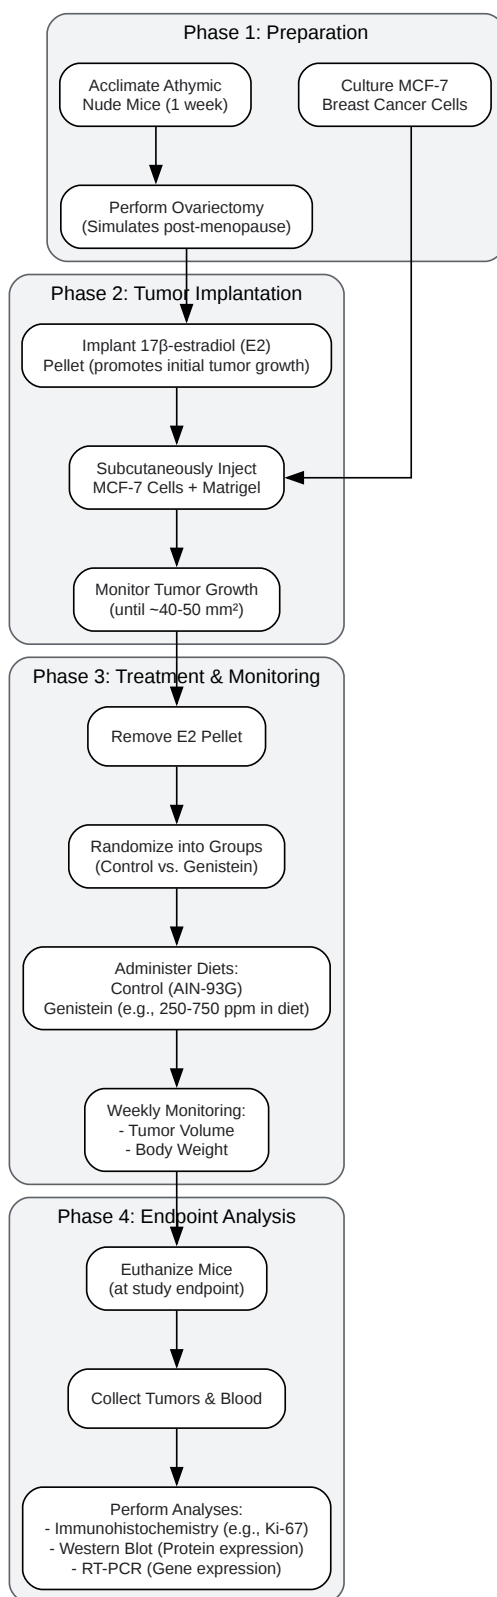 Phase 1: Preparation
Acclimate Athymic
Nude Mice (1 week)
Culture MCF-7
Breast Cancer Cells
Perform Ovariectomy
(Simulates post-menopause)
Phase 2: Tumor Implantation
Implant 17β-estradiol (E2)
Pellet (promotes initial tumor growth)
Subcutaneously Inject
MCF-7 Cells + Matrigel
Monitor Tumor Growth
(until ~40-50 mm²)
Phase 3: Treatment & Monitoring
Remove E2 Pellet
Randomize into Groups
(Control vs. Genistein)
Administer Diets:
Control (AIN-93G)
Genistein (e.g., 250-750 ppm in diet)
Weekly Monitoring:
- Tumor Volume
- Body Weight
Phase 4: Endpoint Analysis
Euthanize Mice
(at study endpoint)
Collect Tumors & Blood
Perform Analyses:
- Immunohistochemistry (e.g., Ki-67)
- Western Blot (Protein expression)
- RT-PCR (Gene expression)